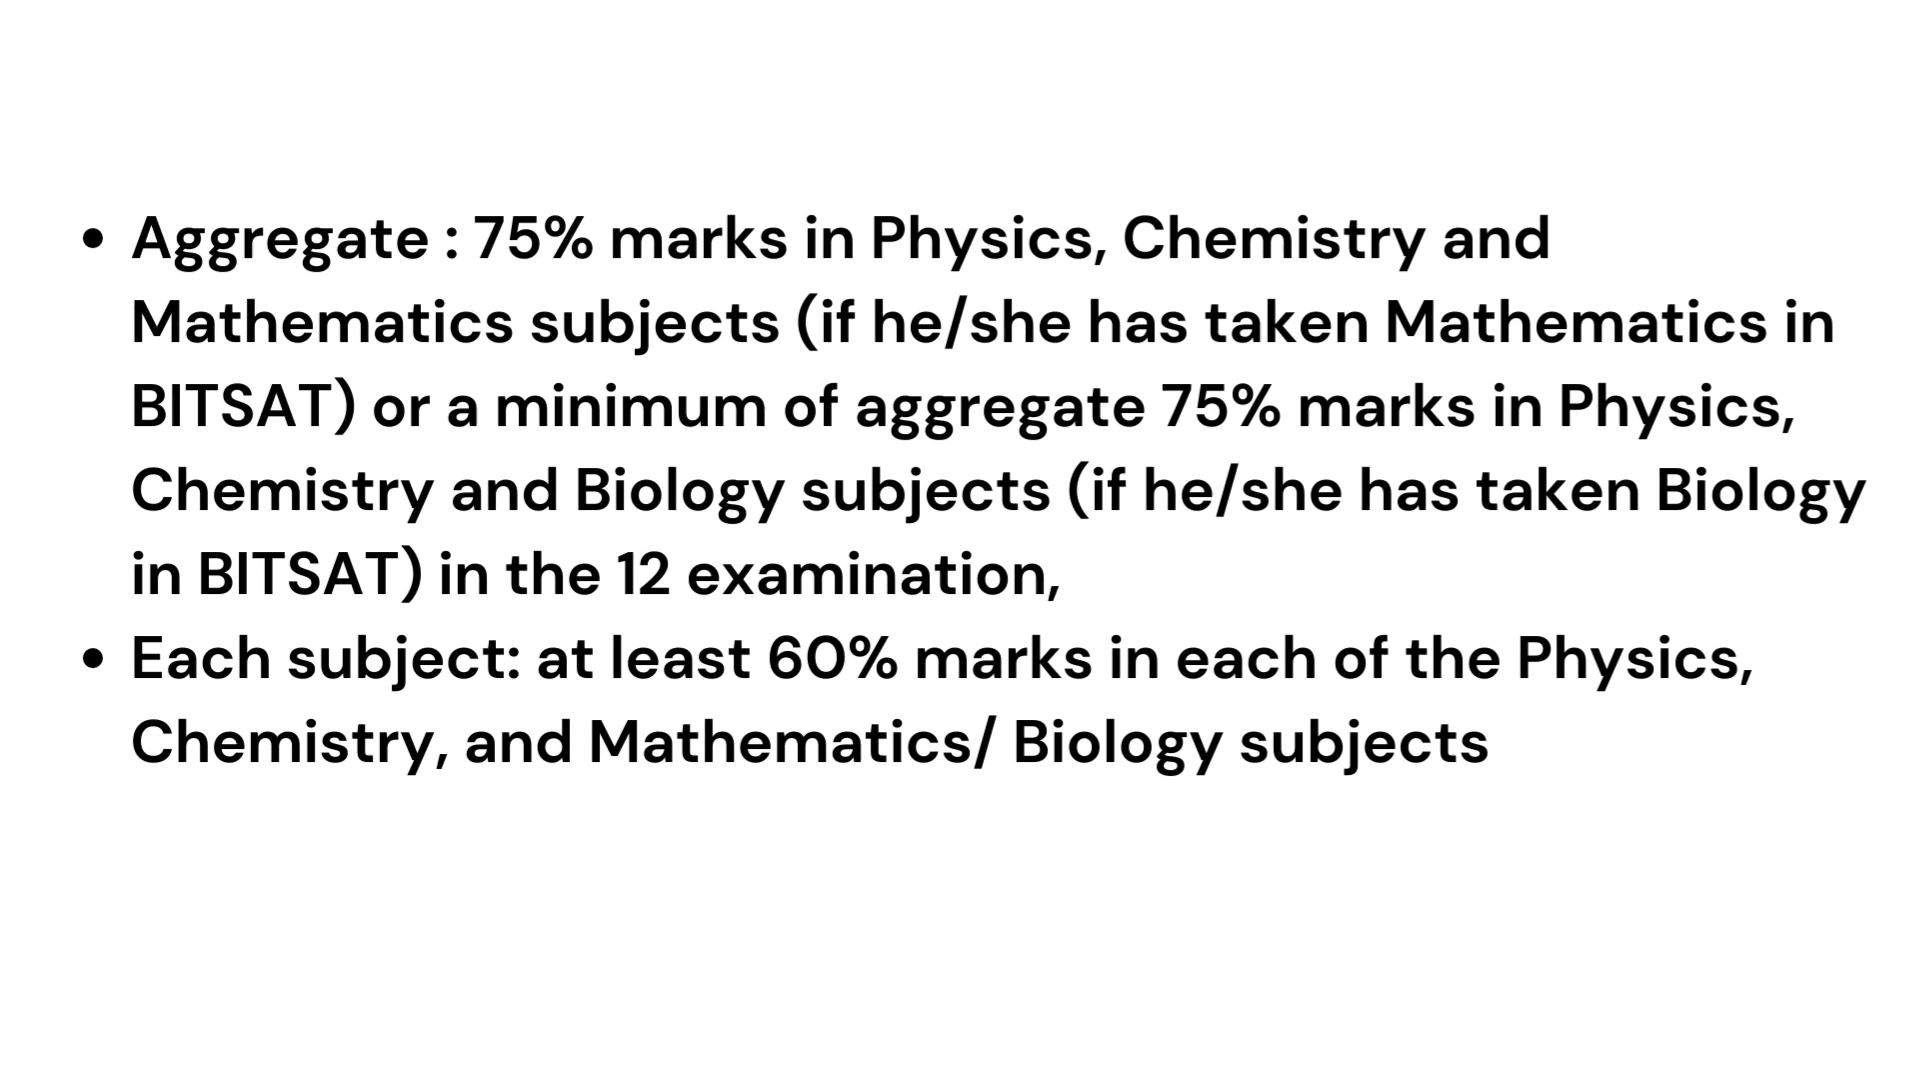 • Aggregate : 75% marks in Physics, Chemistry and
Mathematics subjects (if he/she has taken Mathematics in
BITSAT) or a minimum of aggregate 75% marks in Physics,
Chemistry and Biology subjects (if he/she has taken Biology
in BITSAT) in the 12 examination,
• Each subject: at least 60% marks in each of the Physics,
Chemistry, and Mathematics/ Biology subjects